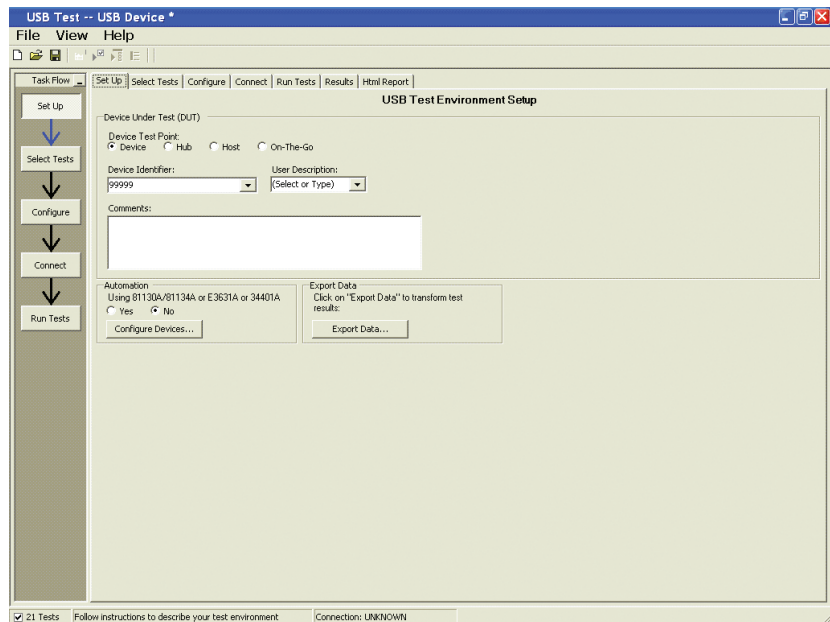 USB Test -- USB Device *
File View Help
Task Flow
Set Up Select Tests Configure Connect Run Tests Results Html Report
Set Up
Select Tests
Configure
Connect
Run Tests
USB Test Environment Setup
Device Under Test (DUT)
Device Test Point:
Device Hub Host On-The-Go
Device Identifier: User Description:
99999 (Select or Type)
Comments:
Automation
Using 81130A/81134A or E3631A or 34401A
Yes No
Configure Devices...
Export Data
Click on "Export Data" to transform test
results:
Export Data...
21 Tests Follow instructions to describe your test environment Connection: UNKNOWN